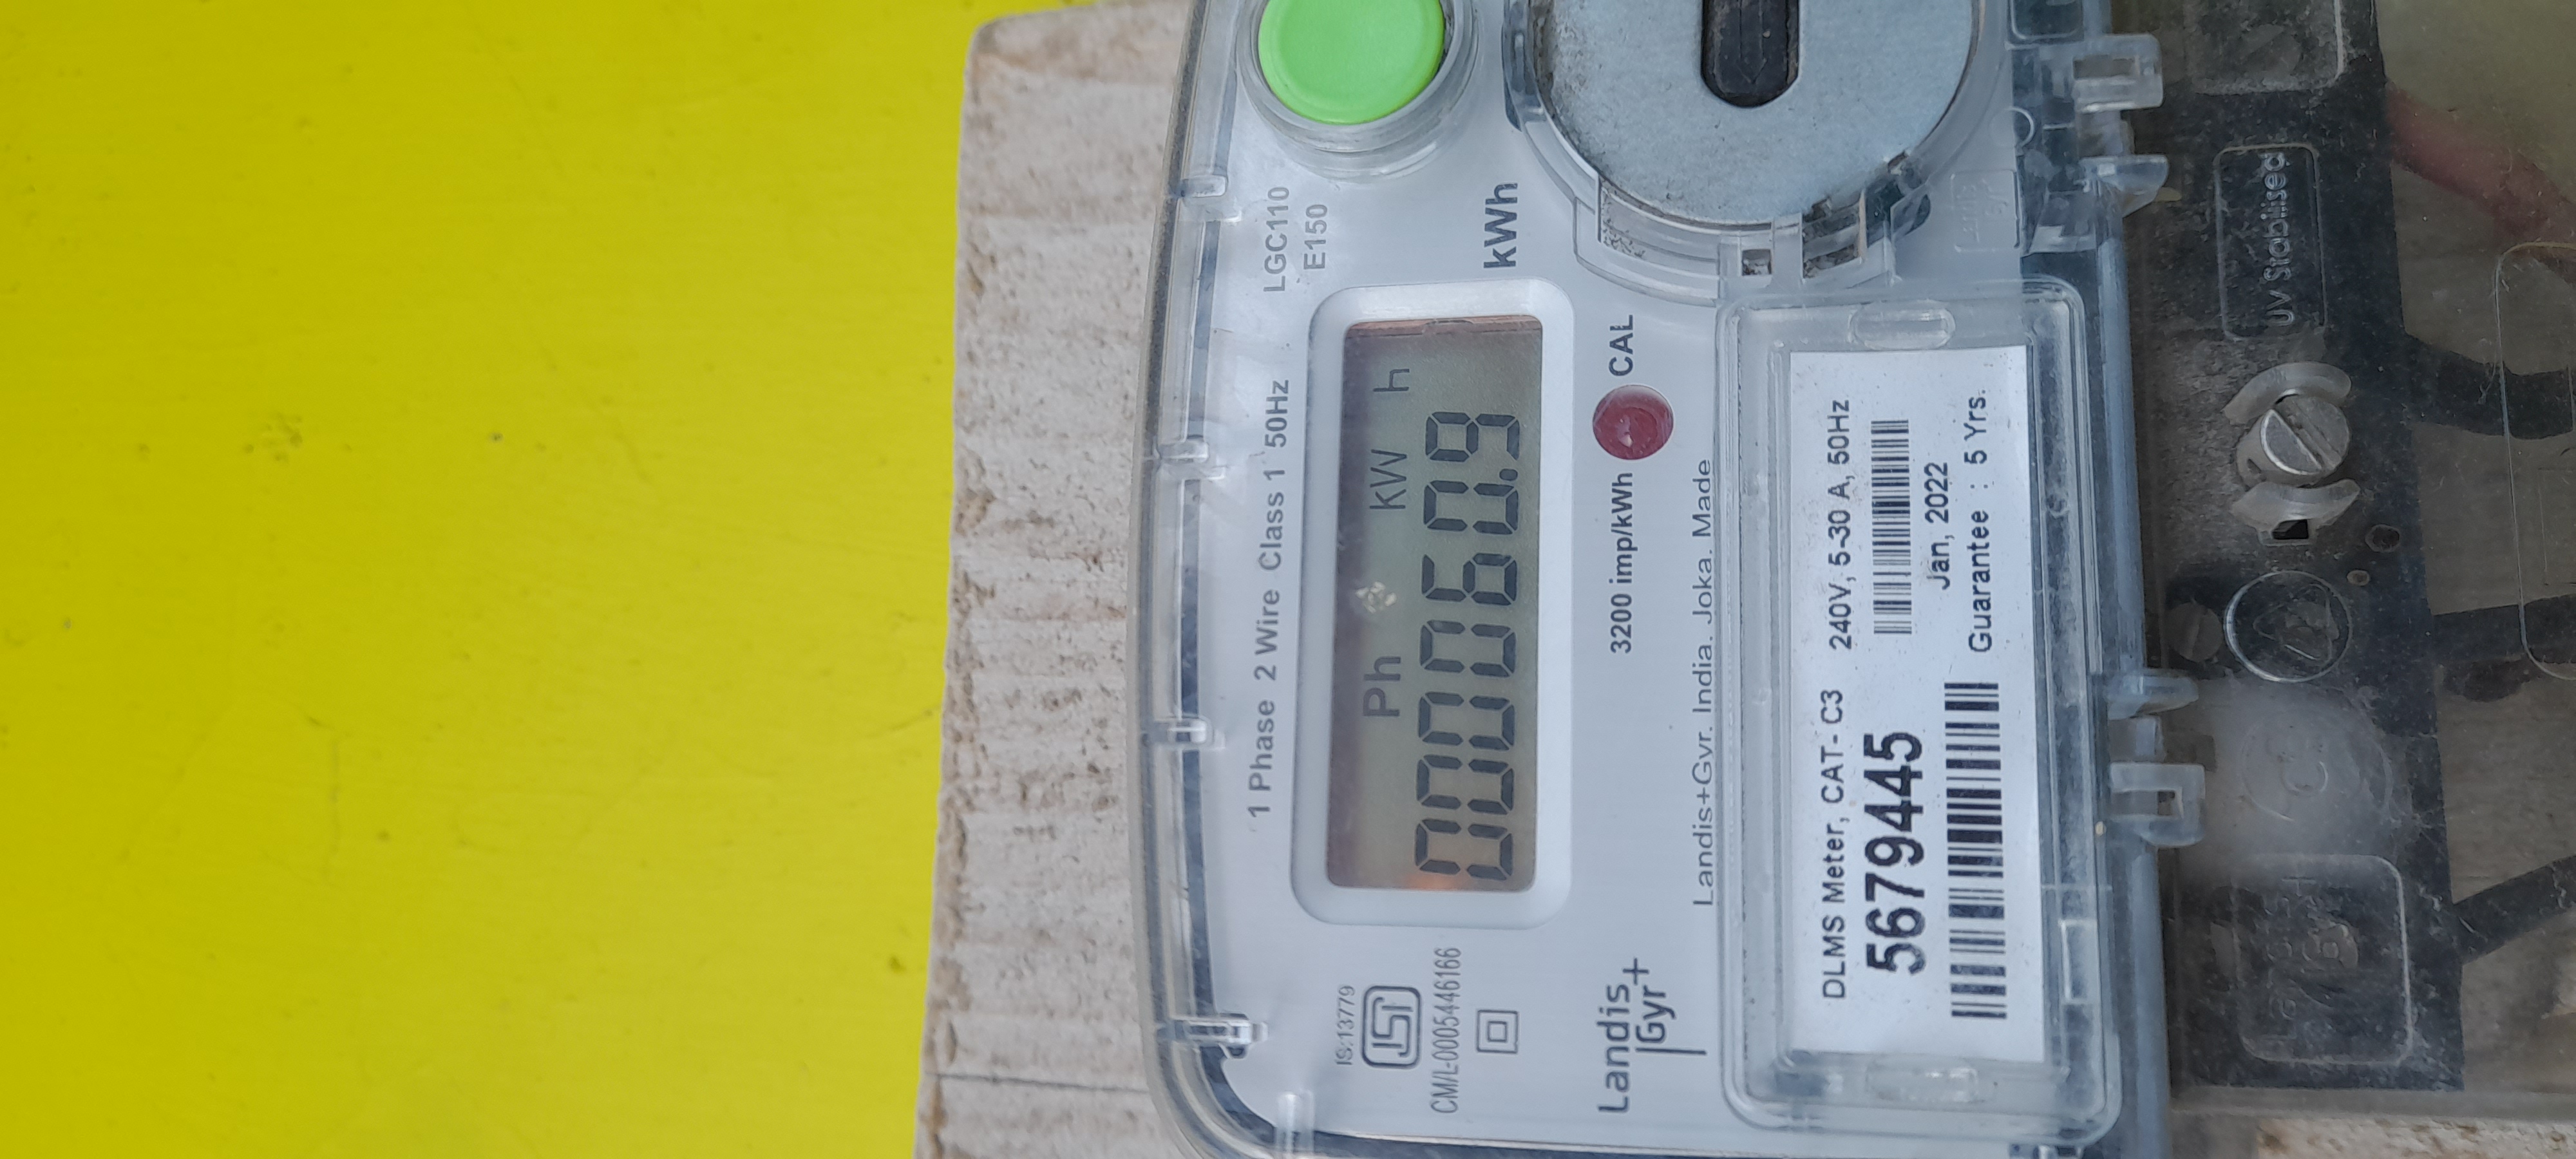 LGC110
E150
1 Phase 2 Wire Class 1 50Hz
kWh
IS:13779
CM/L-0005446166
Ph kW h
000060.9
3200 imp/kWh CAL
Landis
Gyr+
Landis+Gyr. India. Joka. Made
DLMS Meter, CAT- C3 240V, 5-30 A, 50Hz
5679445
Jan, 2022
Guarantee : 5 Yrs.
UV Stabilised